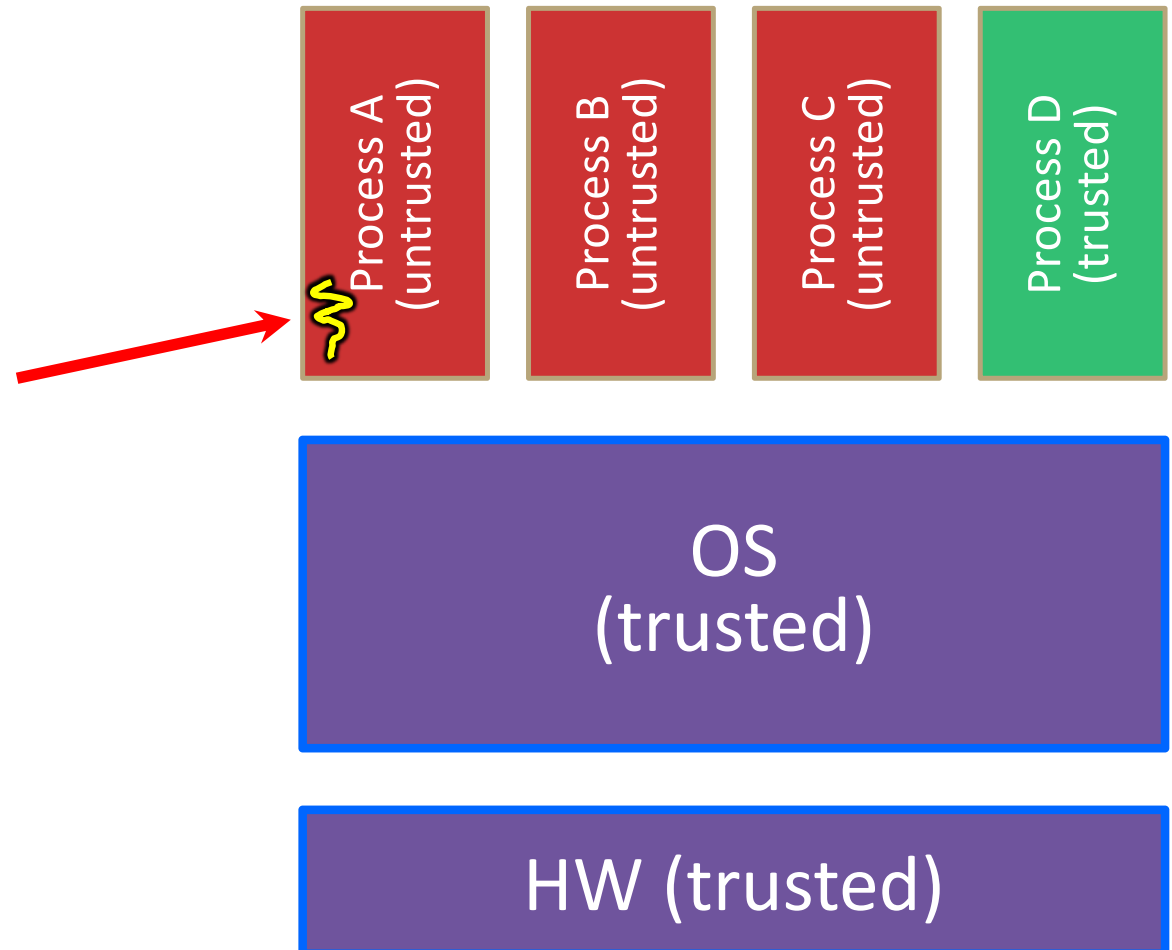 Process A
(untrusted)
Process B
(untrusted)
Process C
(untrusted)
Process D
(trusted)
OS
(trusted)
HW (trusted)